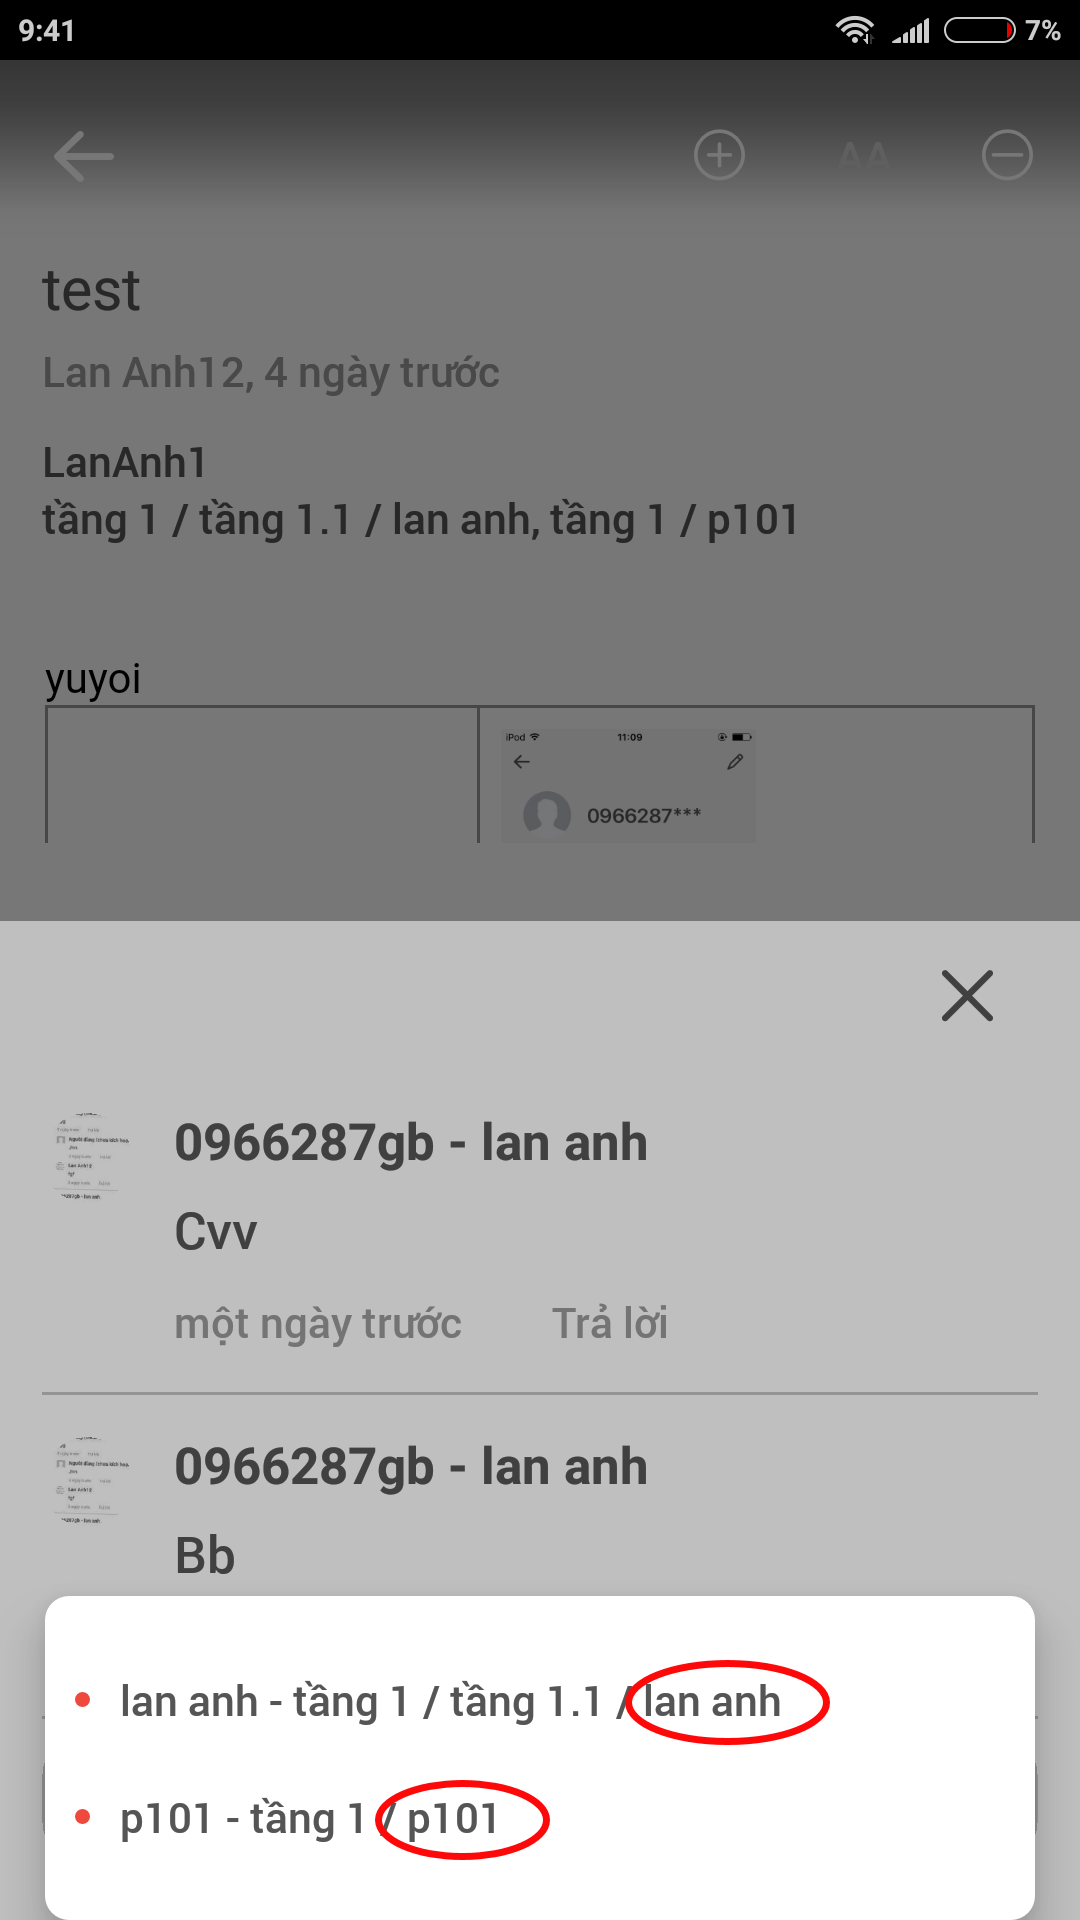 9:41
7%
AA
test
Lan Anh12, 4 ngày trước
LanAnh1
tầng 1 / tầng 1.1 / lan anh, tầng 1 / p101
yuyoi
iPod
11:09
0966287***
0966287gb - lan anh
Cvv
một ngày trước Trả lời
0966287gb - lan anh
Bb
lan anh - tầng 1 / tầng 1.1 / lan anh
p101 - tầng 1 / p101